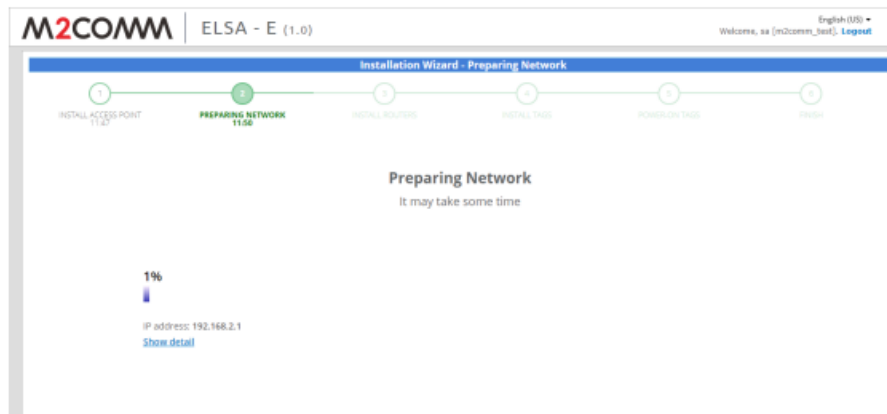 M2COMM ELSA - E (1.0)
English (US)
Welcome, sa [m2comm_test]. Logout
Installation Wizard - Preparing Network
1 2 3 4 5 6
INSTALL ACCESS POINT PREPARING NETWORK INSTALL ROUTERS INSTALL TAGS POWER ON TAGS FINISH
11:47 11:50
Preparing Network
It may take some time
1%
IP address: 192.168.2.1
Show detail